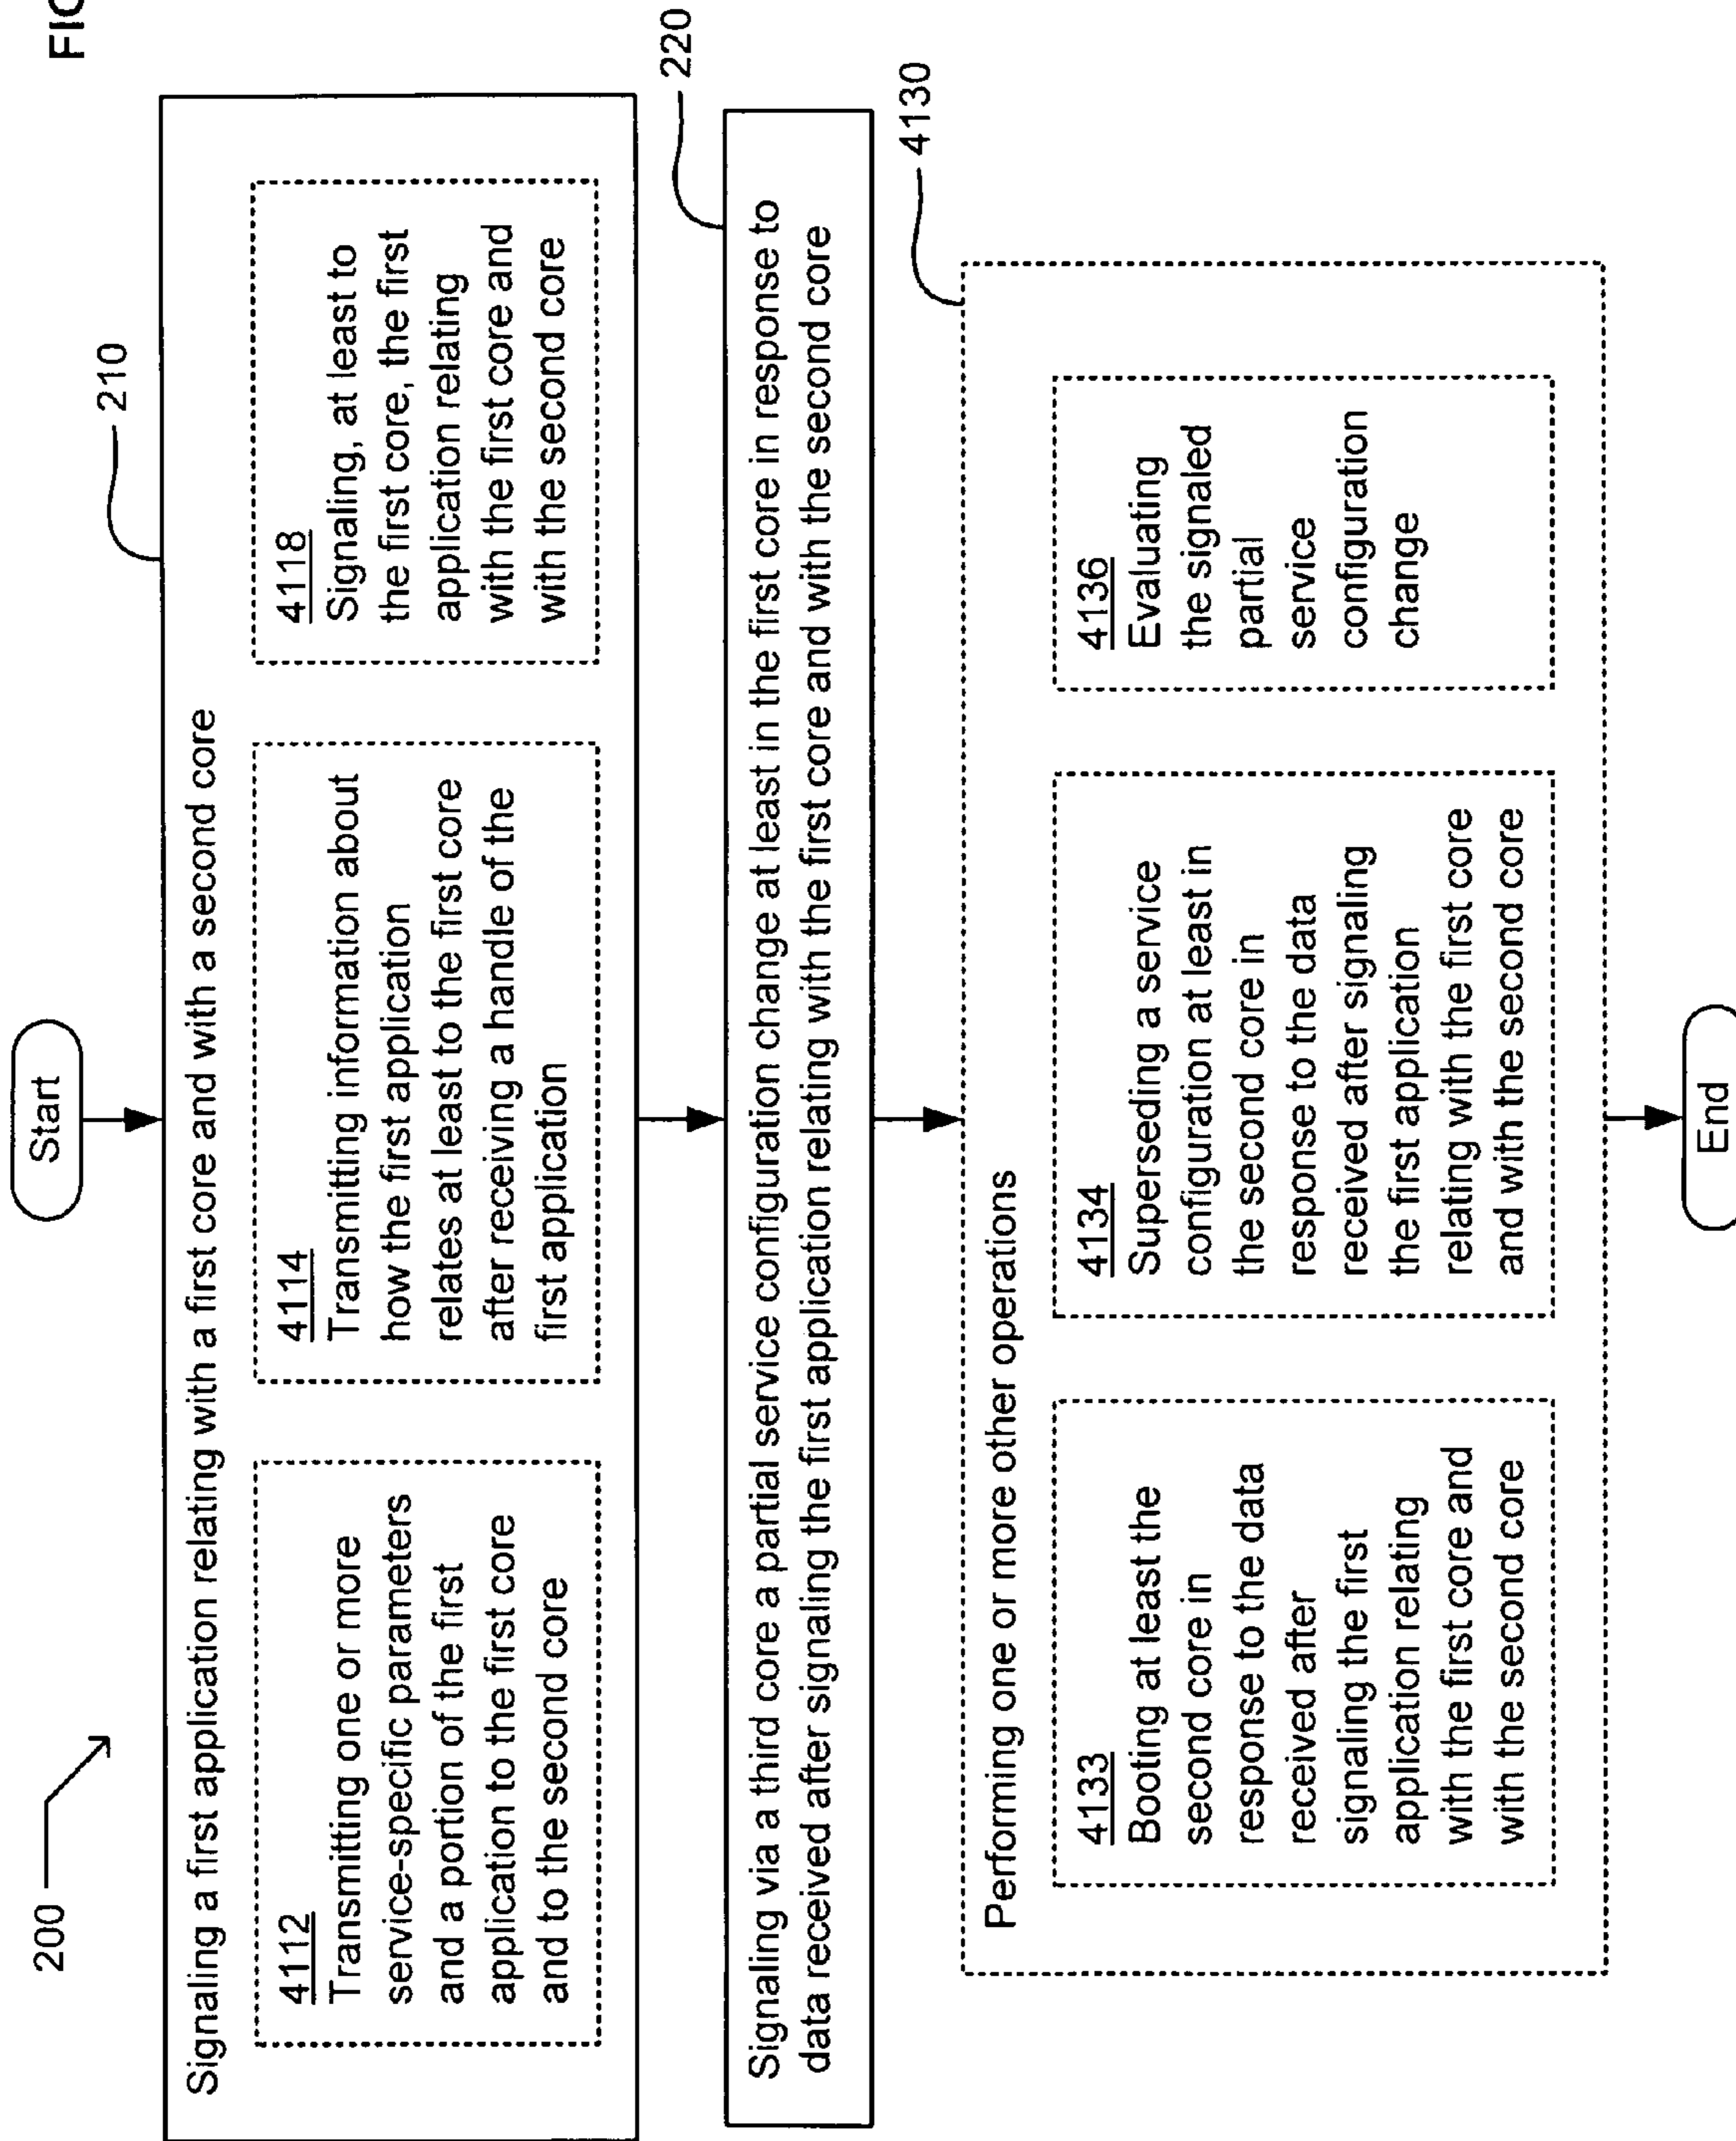 FIG
200
Start
210
Signaling a first application relating with a first core and with a second core
4112
Transmitting one or more
service-specific parameters
and a portion of the first
application to the first core
and to the second core
4114
Transmitting information about
how the first application
relates at least to the first core
after receiving a handle of the
first application
4118
Signaling, at least to
the first core, the first
application relating
with the first core and
with the second core
220
Signaling via a third core a partial service configuration change at least in the first core in response to
data received after signaling the first application relating with the first core and with the second core
4130
Performing one or more other operations
4133
Booting at least the
second core in
response to the data
received after
signaling the first
application relating
with the first core and
with the second core
4134
Superseding a service
configuration at least in
the second core in
response to the data
received after signaling
the first application
relating with the first core
and with the second core
4136
Evaluating
the signaled
partial
service
configuration
change
End